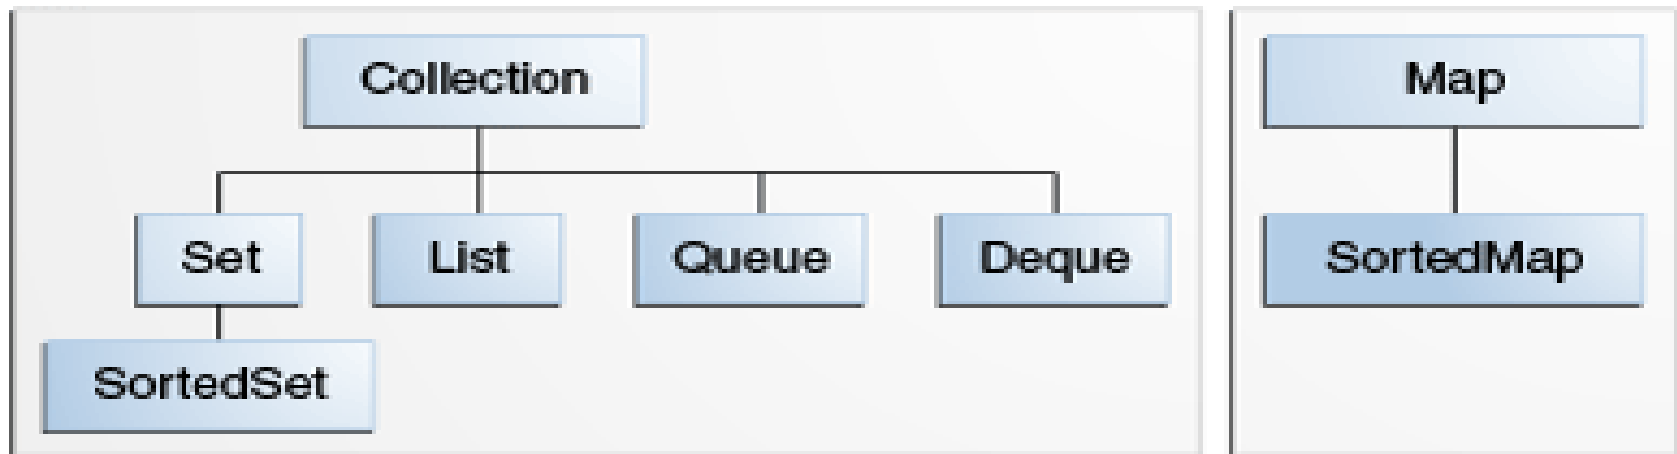 Collection
Map
Set
List
Queue
Deque
SortedMap
SortedSet